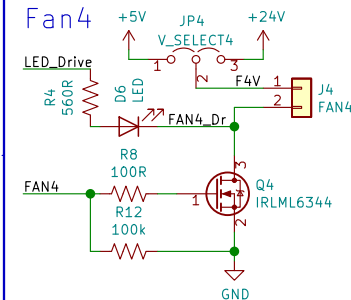 Fan4
+5V
JP4
+24V
V_SELECT4
1
2
3
LED_Drive
F4V
1
2
J4
FAN4
R4
560R
D6
LED
FAN4_Dr
R8
100R
3
Q4
IRLML6344
FAN4
1
2
R12
100k
GND